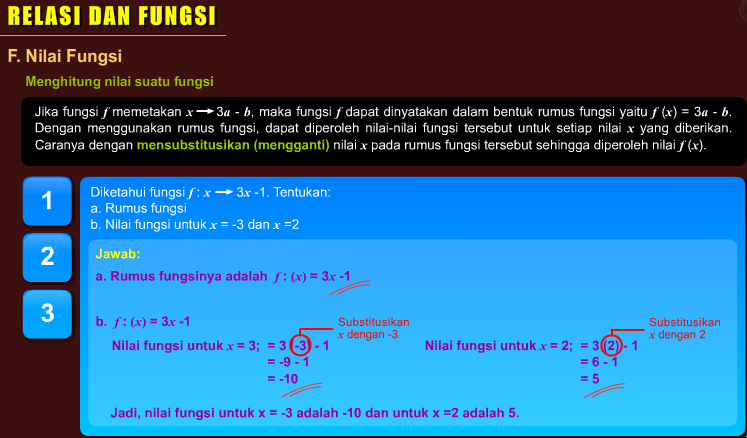 RELASI DAN FUNGSI
F. Nilai Fungsi
Menghitung nilai suatu fungsi
Jika fungsi f memetakan x → 3a - b, maka fungsi f dapat dinyatakan dalam bentuk rumus fungsi yaitu f (x) = 3a - b.
Dengan menggunakan rumus fungsi, dapat diperoleh nilai-nilai fungsi tersebut untuk setiap nilai x yang diberikan.
Caranya dengan mensubstitusikan (mengganti) nilai x pada rumus fungsi tersebut sehingga diperoleh nilai f (x).
1
2
3
Diketahui fungsi f : x → 3x -1. Tentukan:
a. Rumus fungsi
b. Nilai fungsi untuk x = -3 dan x =2
Jawab:
a. Rumus fungsinya adalah f : (x) = 3x -1
b. f : (x) = 3x -1
Substitusikan
x dengan -3
Nilai fungsi untuk x = 3; = 3 (-3) - 1
= -9 - 1
= -10
Substitusikan
x dengan 2
Nilai fungsi untuk x = 2; = 3(2) - 1
= 6 - 1
= 5
Jadi, nilai fungsi untuk x = -3 adalah -10 dan untuk x =2 adalah 5.